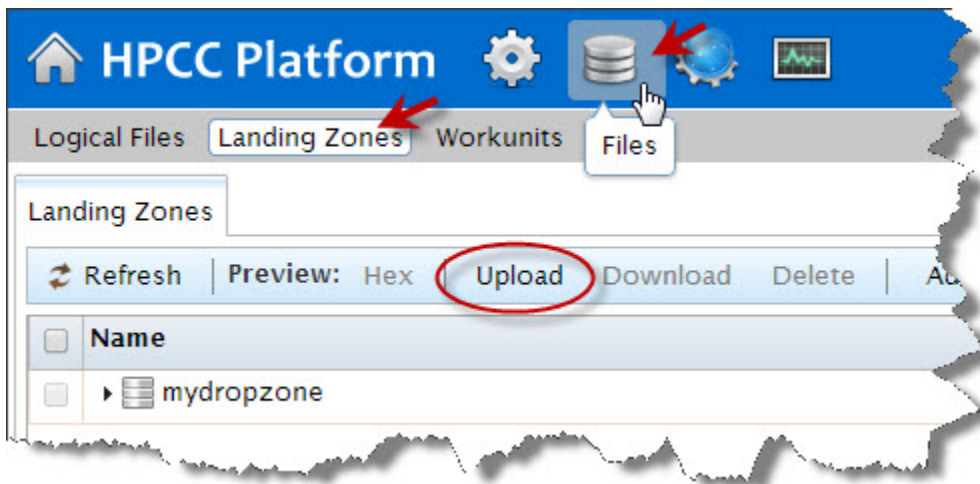 HPCC Platform
Logical Files Landing Zones Workunits
Files
Landing Zones
Refresh Preview: Hex Upload Download Delete
Name
mydropzone